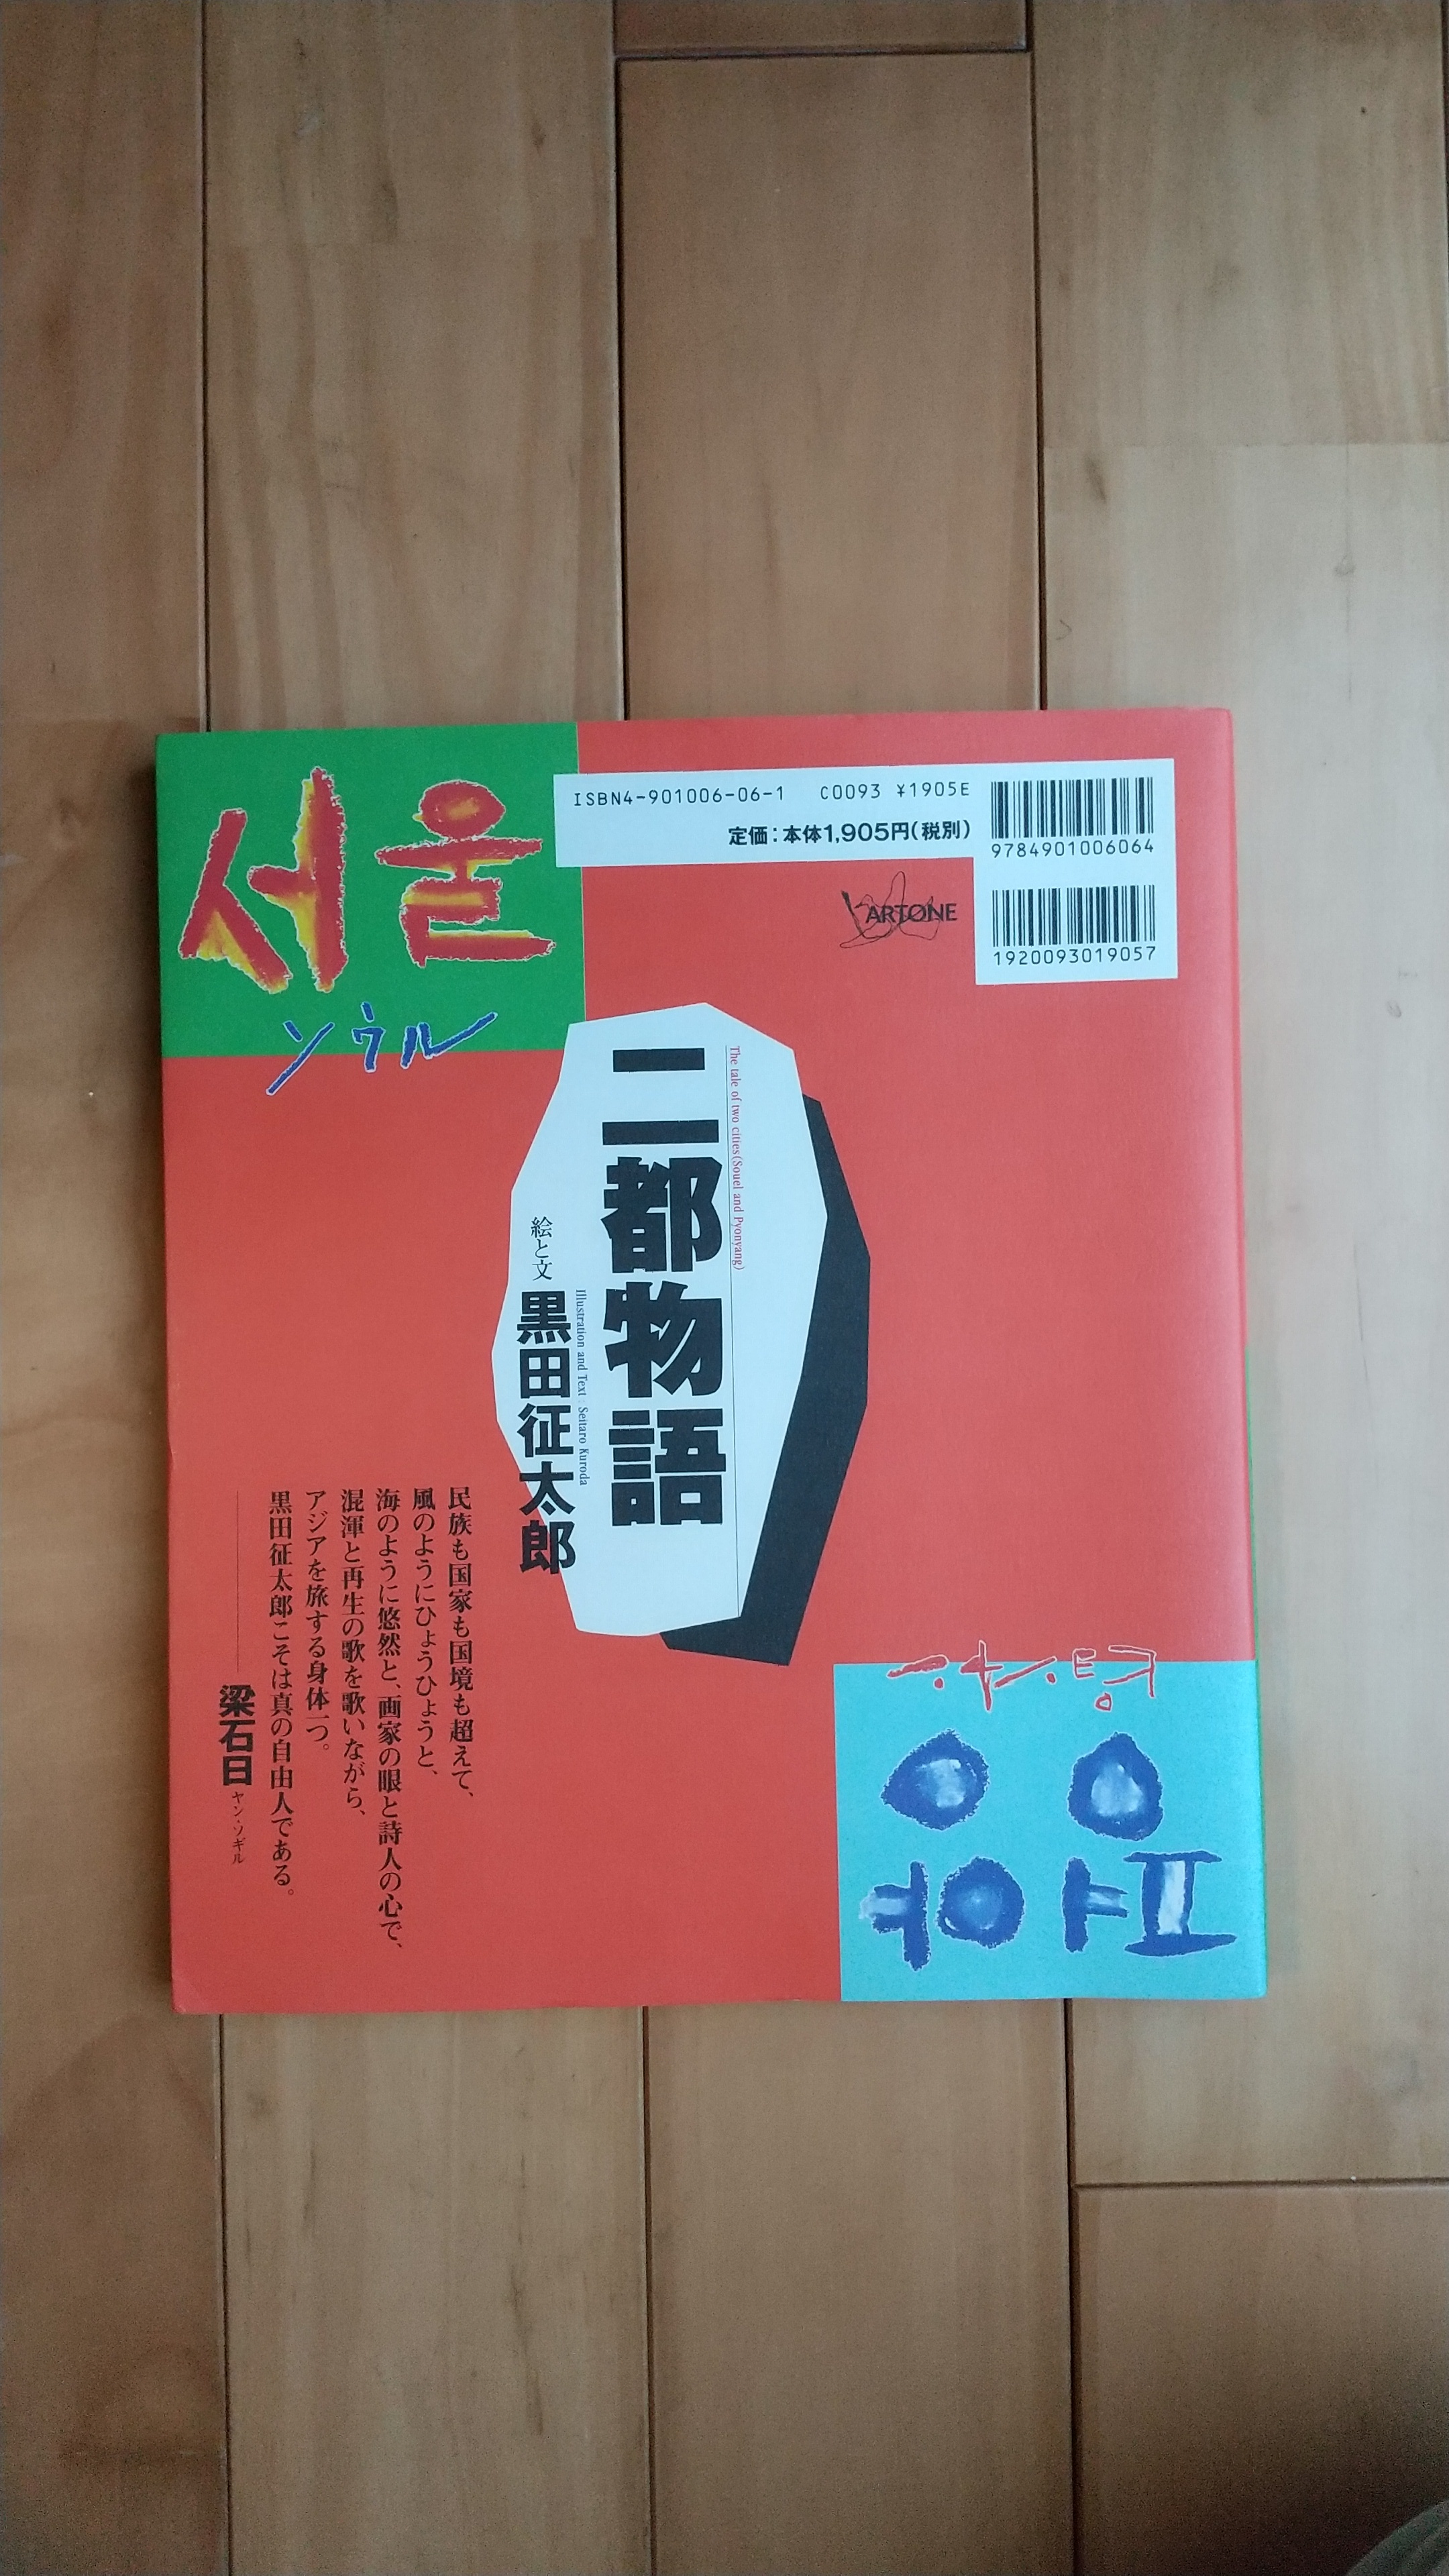 서울
ソウル
ISBN4-901006-06-1 C0093 ¥1905E
定価：本体1,905円（税別）
9784901006064
1920093019057
ARTONE
The tale of two cities(Souel and Pyonyang)
二都物語
Illustration and Text : Seitaro Kuroda
絵と文 黒田征太郎
民族も国家も国境も超えて、
風のようにひょうひょうと、
海のように悠然と、画家の眼と詩人の心で、
混渾と再生の歌を歌いながら、
アジアを旅する身体一つ。
黒田征太郎こそは真の自由人である。
——梁石日 ヤン・ソギル
평양
ピョンヤン